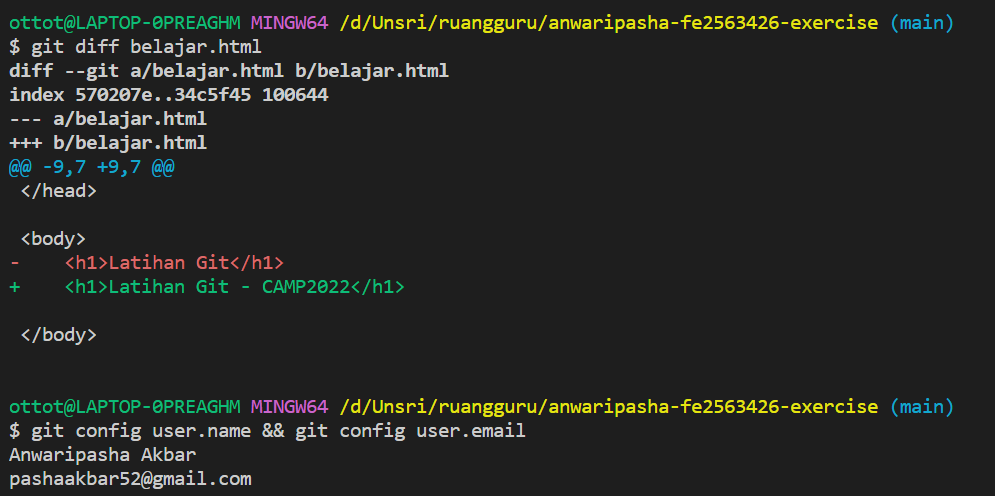 ottot@LAPTOP-0PREAGHM MINGW64 /d/Unsri/ruangguru/anwaripasha-fe2563426-exercise (main)
$ git diff belajar.html
diff --git a/belajar.html b/belajar.html
index 570207e..34c5f45 100644
--- a/belajar.html
+++ b/belajar.html
@@ -9,7 +9,7 @@
 </head>

 <body>
-    <h1>Latihan Git</h1>
+    <h1>Latihan Git - CAMP2022</h1>

 </body>

ottot@LAPTOP-0PREAGHM MINGW64 /d/Unsri/ruangguru/anwaripasha-fe2563426-exercise (main)
$ git config user.name && git config user.email
Anwaripasha Akbar
pashaakbar52@gmail.com